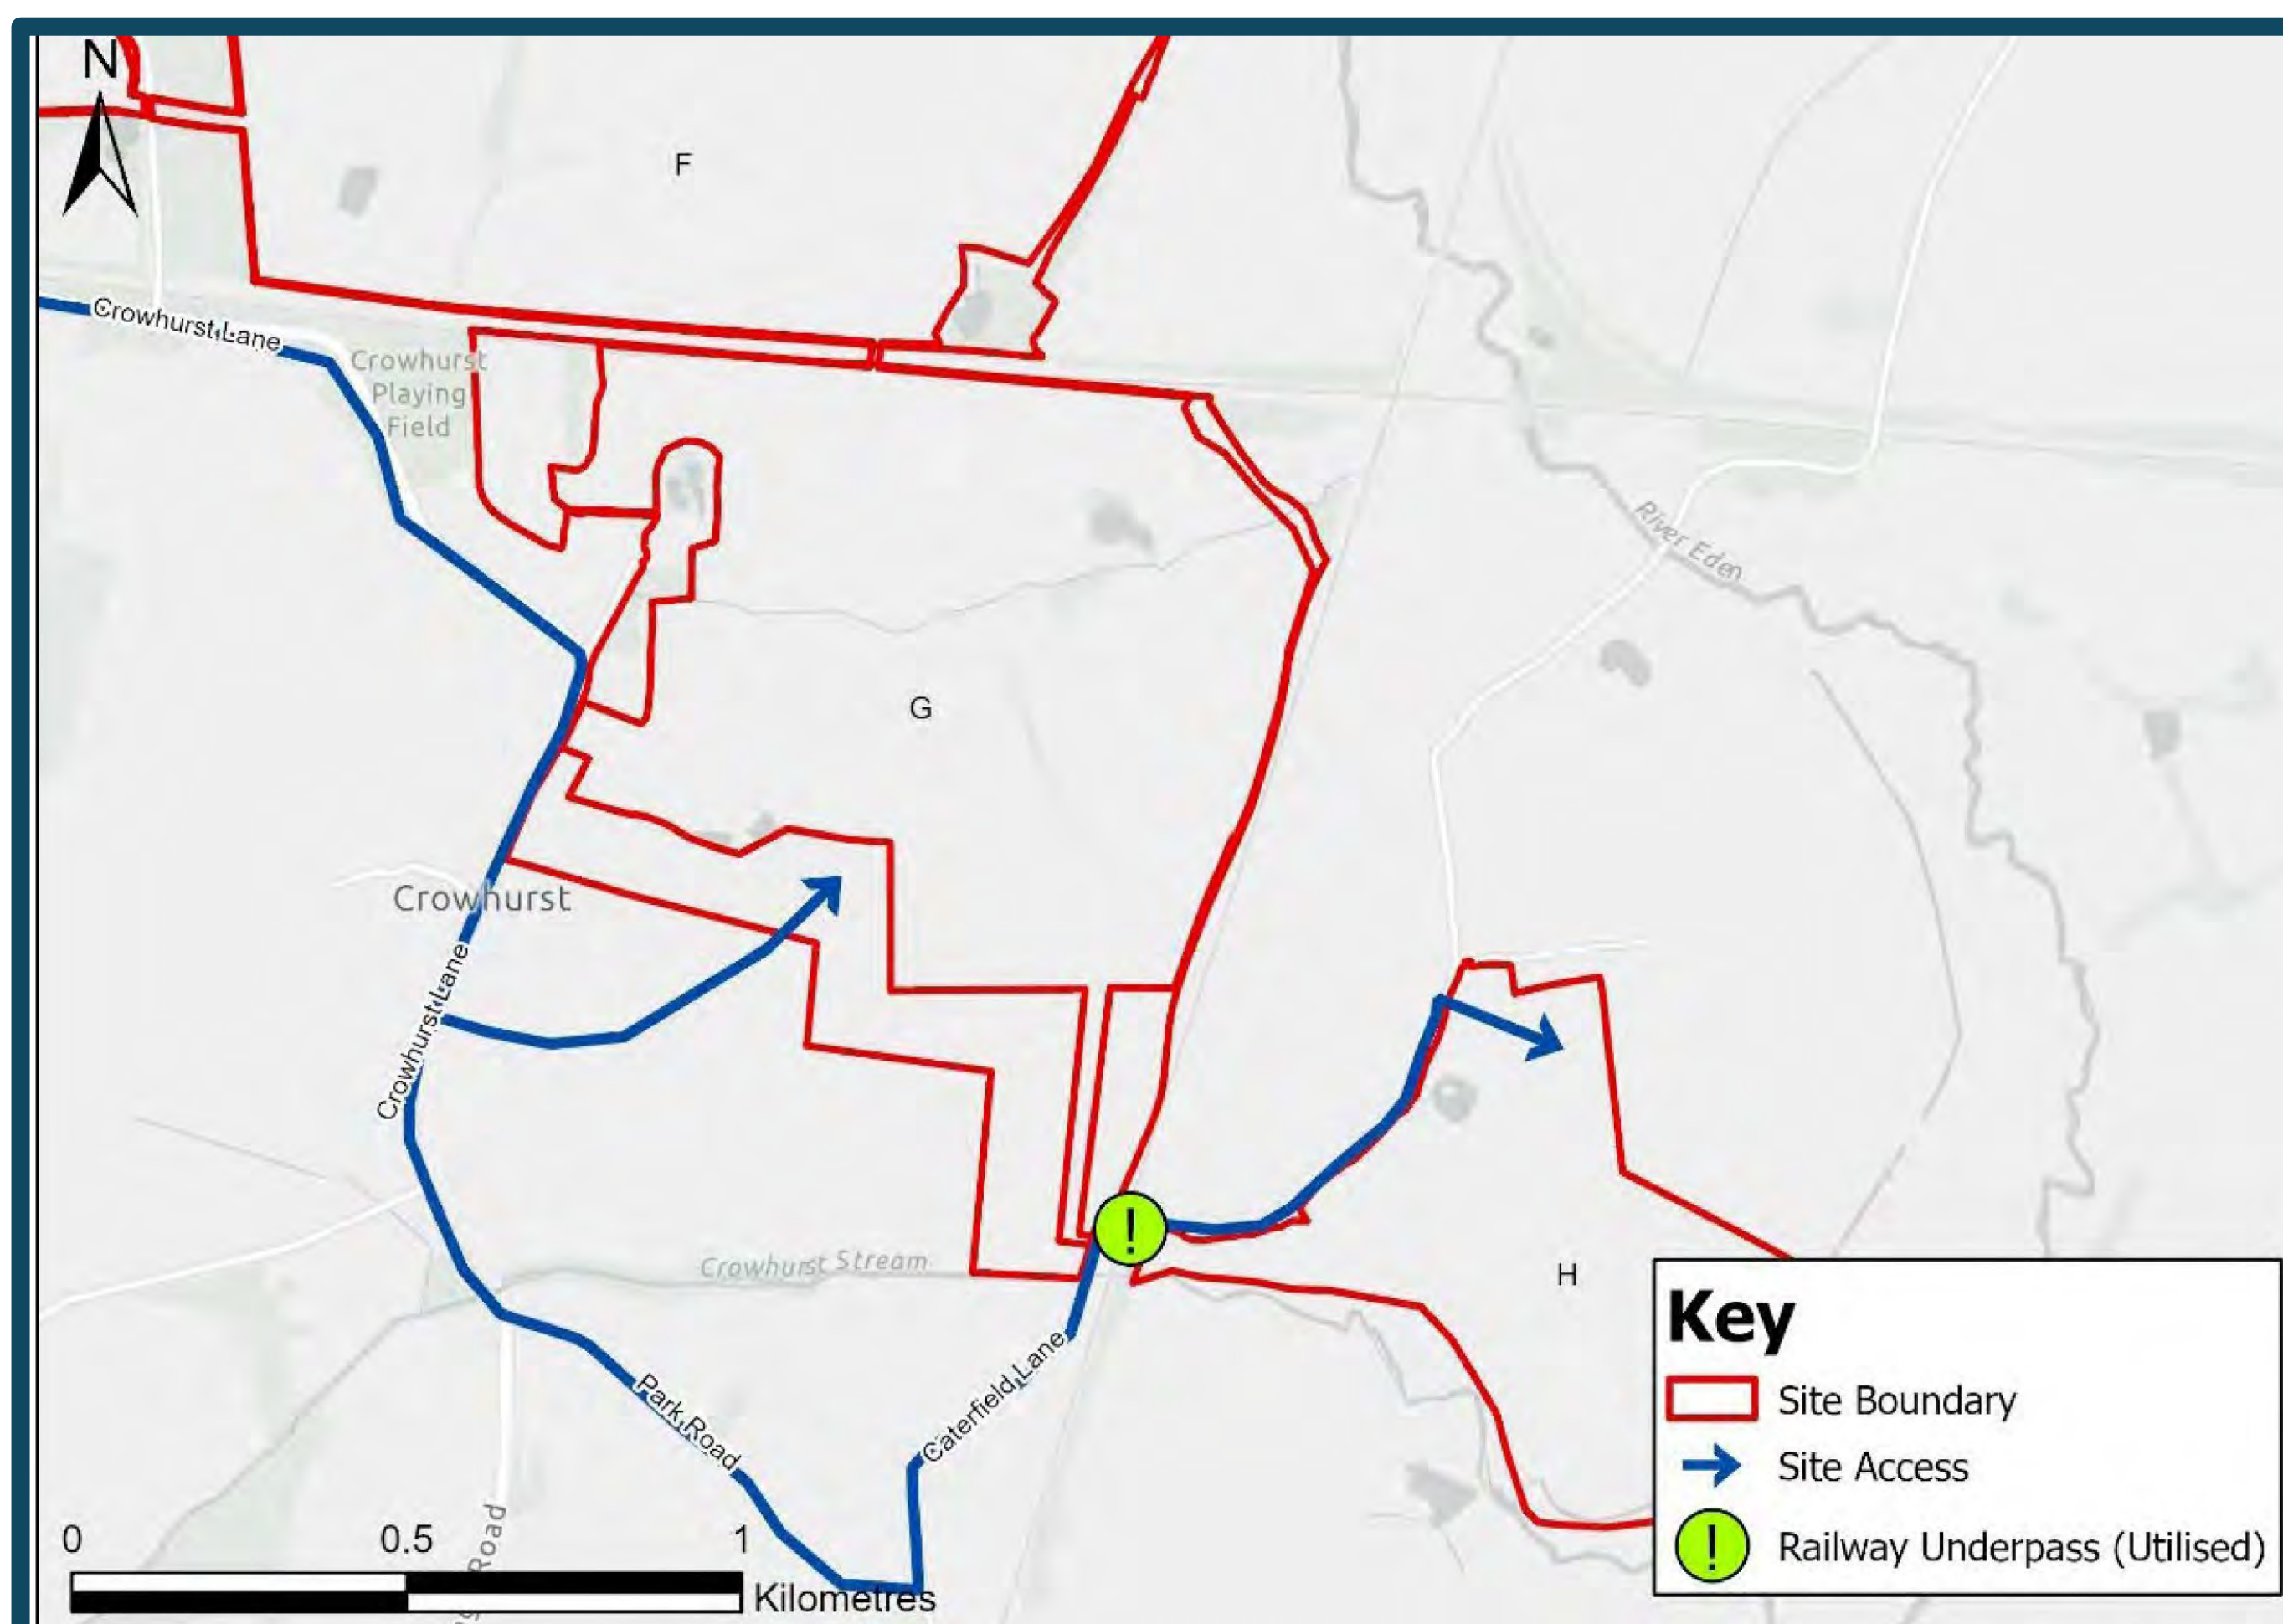 N
F
Crowhurst Lane
Crowhurst
Playing
Field
River Eden
G
Crowhurst
Crowhurst Lane
Crowhurst Stream
H
Caterfield Lane
Park Road
Road
0 0.5 1
Kilometres
Key
Site Boundary
Site Access
! Railway Underpass (Utilised)
!